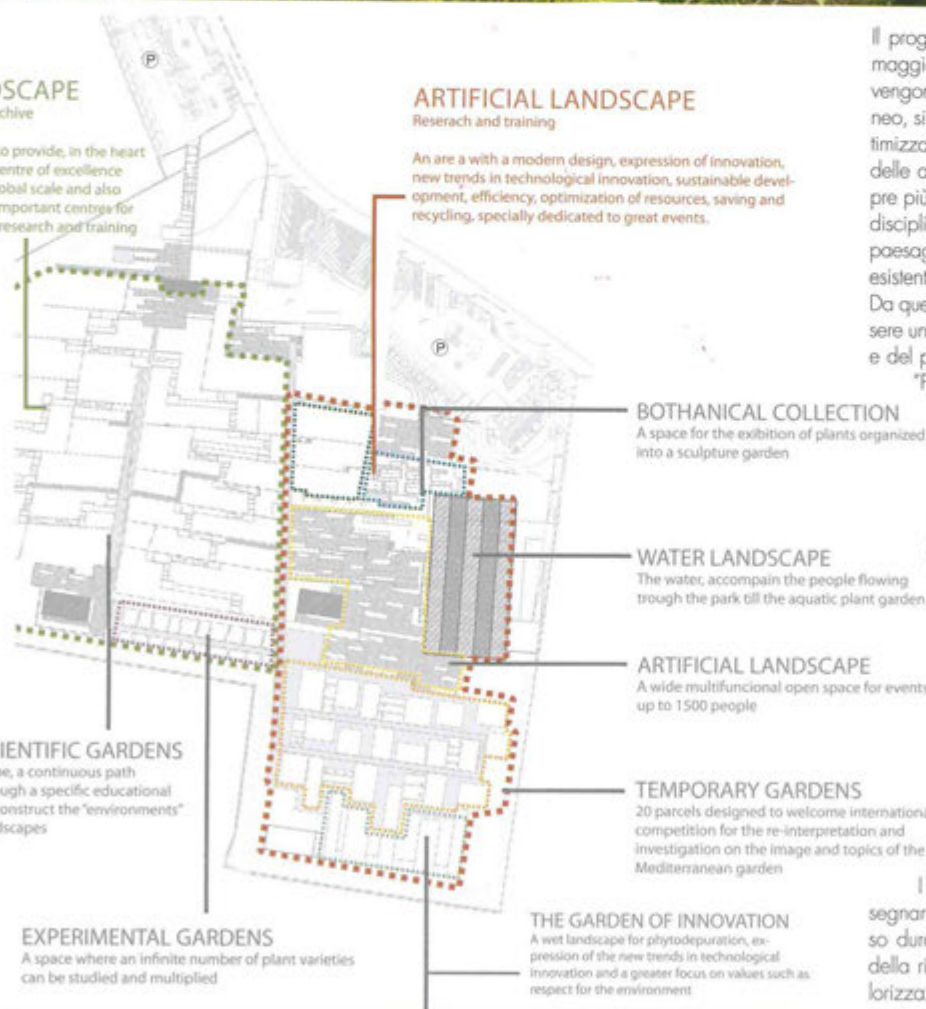 P
DSCAPE
chive
o provide, in the heart
entre of excellence
obal scale and also
mportant centres for
research and training
ARTIFICIAL LANDSCAPE
Reserach and training
An are a with a modern design, expression of innovation,
new trends in technological innovation, sustainable devel-
opment, efficiency, optimization of resources, saving and
recycling, specially dedicated to great events.
P
BOTHANICAL COLLECTION
A space for the exibition of plants organized
into a sculpture garden
WATER LANDSCAPE
The water, accompain the people flowing
trough the park till the aquatic plant garden
ARTIFICIAL LANDSCAPE
A wide multifuncional open space for events
up to 1500 people
TEMPORARY GARDENS
20 parcels designed to welcome internationa
competition for the re-interpretation and
investigation on the image and topics of the
Mediterranean garden
IENTIFIC GARDENS
pe, a continuous path
ough a specific educational
construct the "environments"
dscapes
EXPERIMENTAL GARDENS
A space where an infinite number of plant varieties
can be studied and multiplied
THE GARDEN OF INNOVATION
A wet landscape for phytodepuration, ex-
pression of the new trends in technological
innovation and a greater focus on values such as
respect for the environment
Il prog
maggi
vengor
neo, si
timizza
delle
pre più
discipli
paesag
esistent
Da que
sere un
e del p
"F
I
segnar
so dur
della ri
lorizza